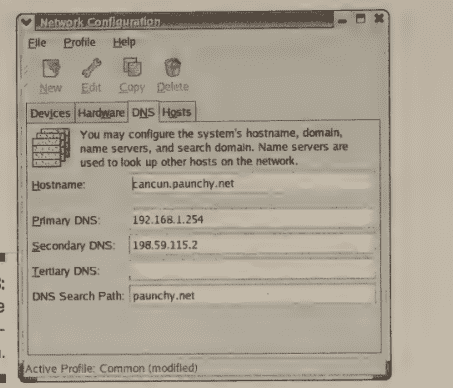 Network Configuration
File Profile Help
New Edit Copy Delete
Devices Hardware DNS Hosts
You may configure the system's hostname, domain,
name servers, and search domain. Name servers are
used to look up other hosts on the network.
Hostname: cancun.paunchy.net
Primary DNS: 192.168.1.254
Secondary DNS: 198.59.115.2
Tertiary DNS:
DNS Search Path: paunchy.net
Active Profile: Common (modified)